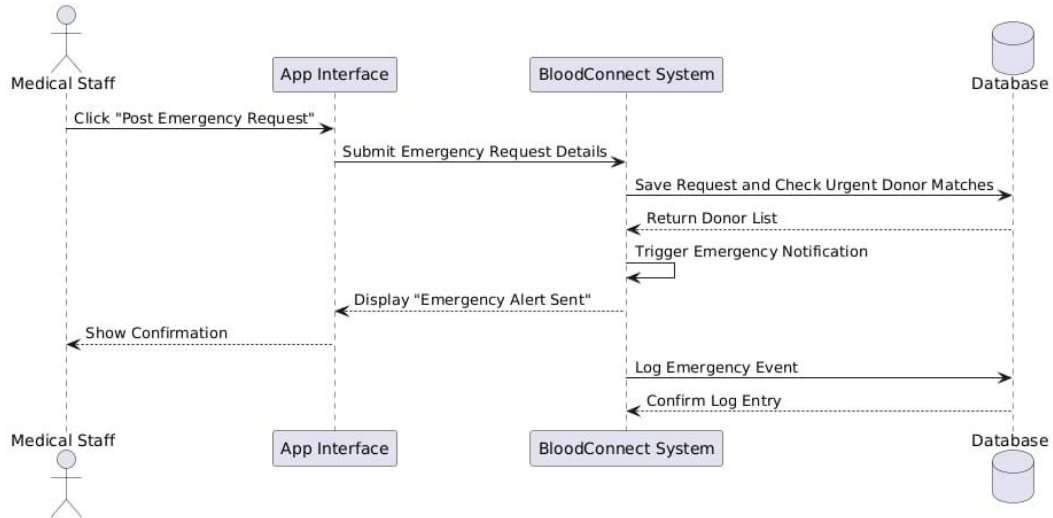 Medical Staff
App Interface
BloodConnect System
Database
Click "Post Emergency Request"
Submit Emergency Request Details
Save Request and Check Urgent Donor Matches
Return Donor List
Trigger Emergency Notification
Display "Emergency Alert Sent"
Show Confirmation
Log Emergency Event
Confirm Log Entry
Medical Staff
App Interface
BloodConnect System
Database